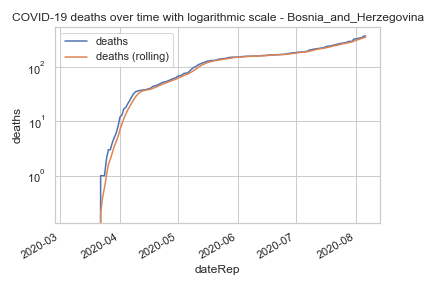 COVID-19 deaths over time with logarithmic scale - Bosnia_and_Herzegovina
deaths
deaths (rolling)
10²
10¹
10⁰
deaths
2020-03
2020-04
2020-05
2020-06
2020-07
2020-08
dateRep